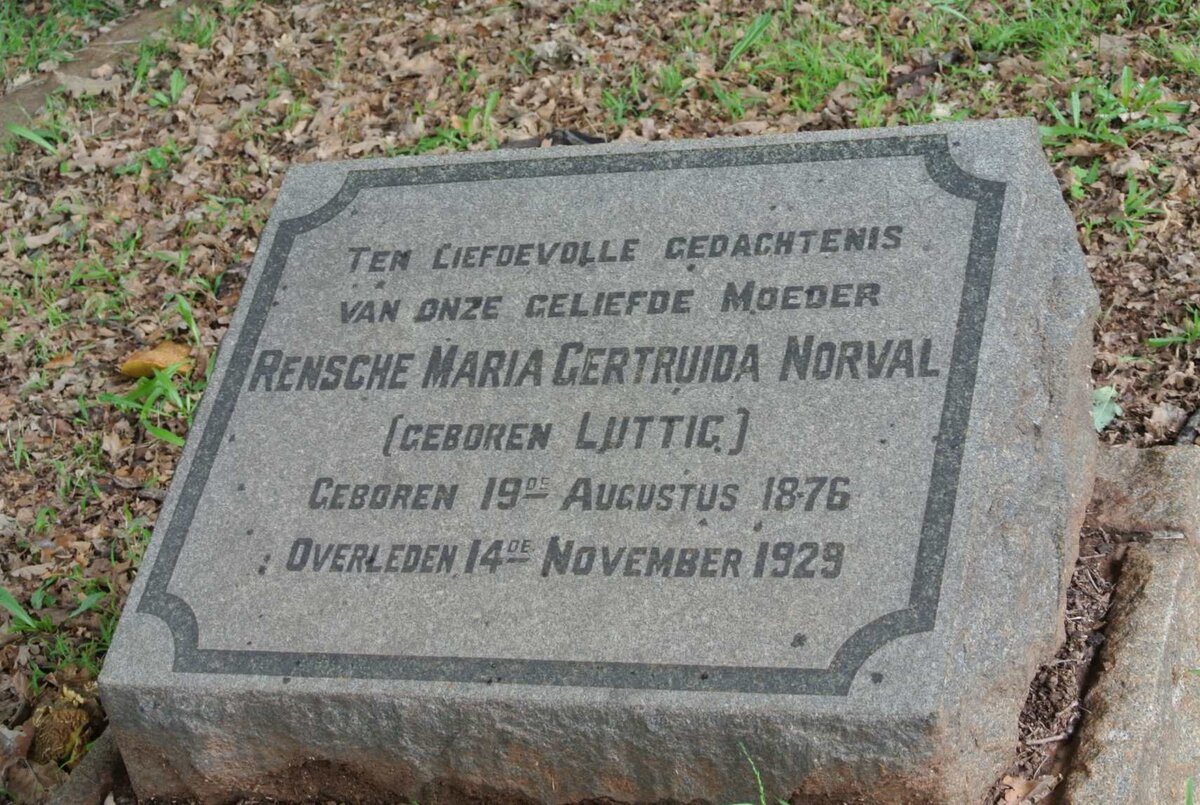 Ten Liefdevolle gedachtenis
van onze geliefde Moeder
Rensche Maria Gertruida Norval
(geboren Luttig)
Geboren 19de Augustus 1876
Overleden 14de November 1929